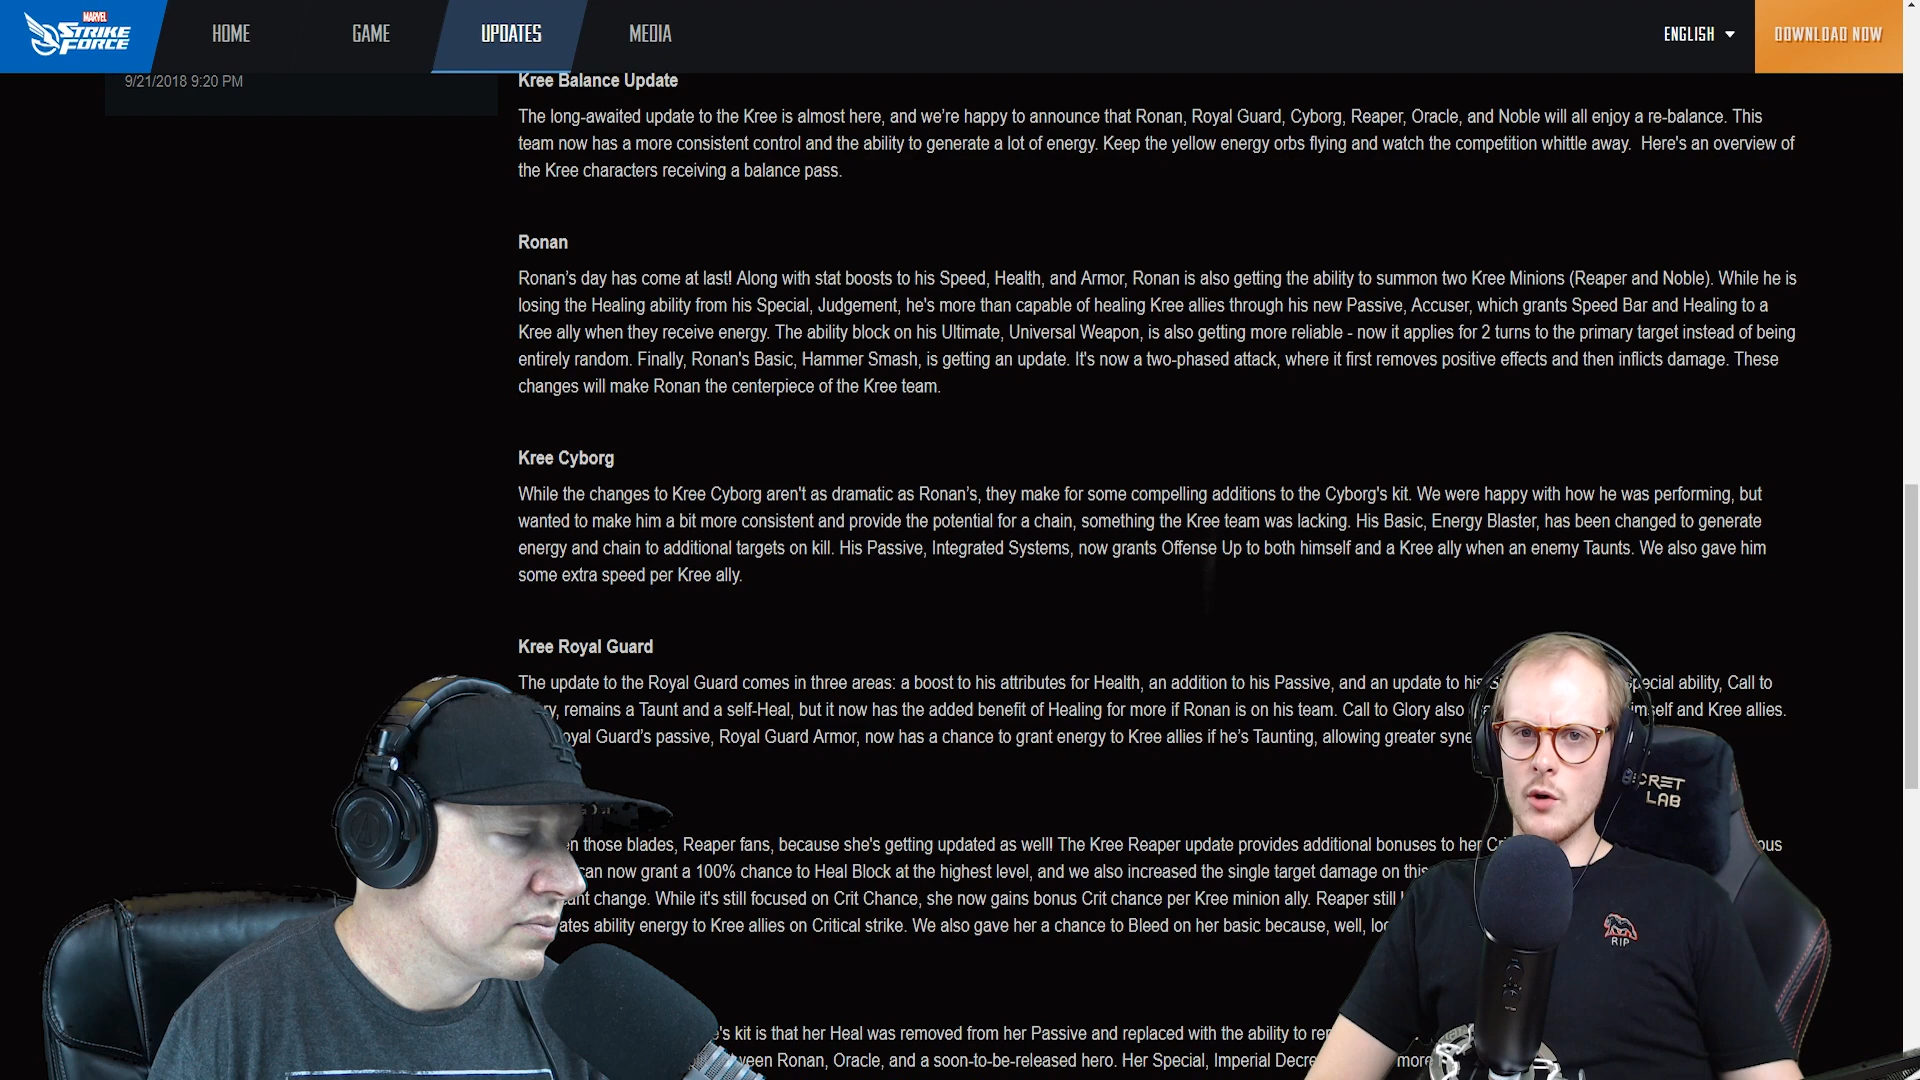 MARVEL
STRIKE
FORCE
HOME
GAME
UPDATES
MEDIA
ENGLISH
DOWNLOAD NOW
9/21/2018 9:20 PM
Kree Balance Update
The long-awaited update to the Kree is almost here, and we’re happy to announce that Ronan, Royal Guard, Cyborg, Reaper, Oracle, and Noble will all enjoy a re-balance. This
team now has a more consistent control and the ability to generate a lot of energy. Keep the yellow energy orbs flying and watch the competition whittle away. Here's an overview of
the Kree characters receiving a balance pass.
Ronan
Ronan’s day has come at last! Along with stat boosts to his Speed, Health, and Armor, Ronan is also getting the ability to summon two Kree Minions (Reaper and Noble). While he is
losing the Healing ability from his Special, Judgement, he's more than capable of healing Kree allies through his new Passive, Accuser, which grants Speed Bar and Healing to a
Kree ally when they receive energy. The ability block on his Ultimate, Universal Weapon, is also getting more reliable - now it applies for 2 turns to the primary target instead of being
entirely random. Finally, Ronan's Basic, Hammer Smash, is getting an update. It's now a two-phased attack, where it first removes positive effects and then inflicts damage. These
changes will make Ronan the centerpiece of the Kree team.
Kree Cyborg
While the changes to Kree Cyborg aren't as dramatic as Ronan’s, they make for some compelling additions to the Cyborg's kit. We were happy with how he was performing, but
wanted to make him a bit more consistent and provide the potential for a chain, something the Kree team was lacking. His Basic, Energy Blaster, has been changed to generate
energy and chain to additional targets on kill. His Passive, Integrated Systems, now grants Offense Up to both himself and a Kree ally when an enemy Taunts. We also gave him
some extra speed per Kree ally.
Kree Royal Guard
The update to the Royal Guard comes in three areas: a boost to his attributes for Health, an addition to his Passive, and an update to his ability, Call to
remains a Taunt and a self-Heal, but it now has the added benefit of Healing for more if Ronan is on his team. Call to Glory also and Kree allies.
Guard’s passive, Royal Guard Armor, now has a chance to grant energy to Kree allies if he’s Taunting, allowing greater
those blades, Reaper fans, because she's getting updated as well! The Kree Reaper update provides additional bonuses to her
can now grant a 100% chance to Heal Block at the highest level, and we also increased the single target damage on this
change. While it's still focused on Crit Chance, she now gains bonus Crit chance per Kree minion ally. Reaper still
ability energy to Kree allies on Critical strike. We also gave her a chance to Bleed on her basic because, well,
kit is that her Heal was removed from her Passive and replaced with the ability to
Ronan, Oracle, and a soon-to-be-released hero. Her Special, Imperial more
SECRET
LAB
RIP